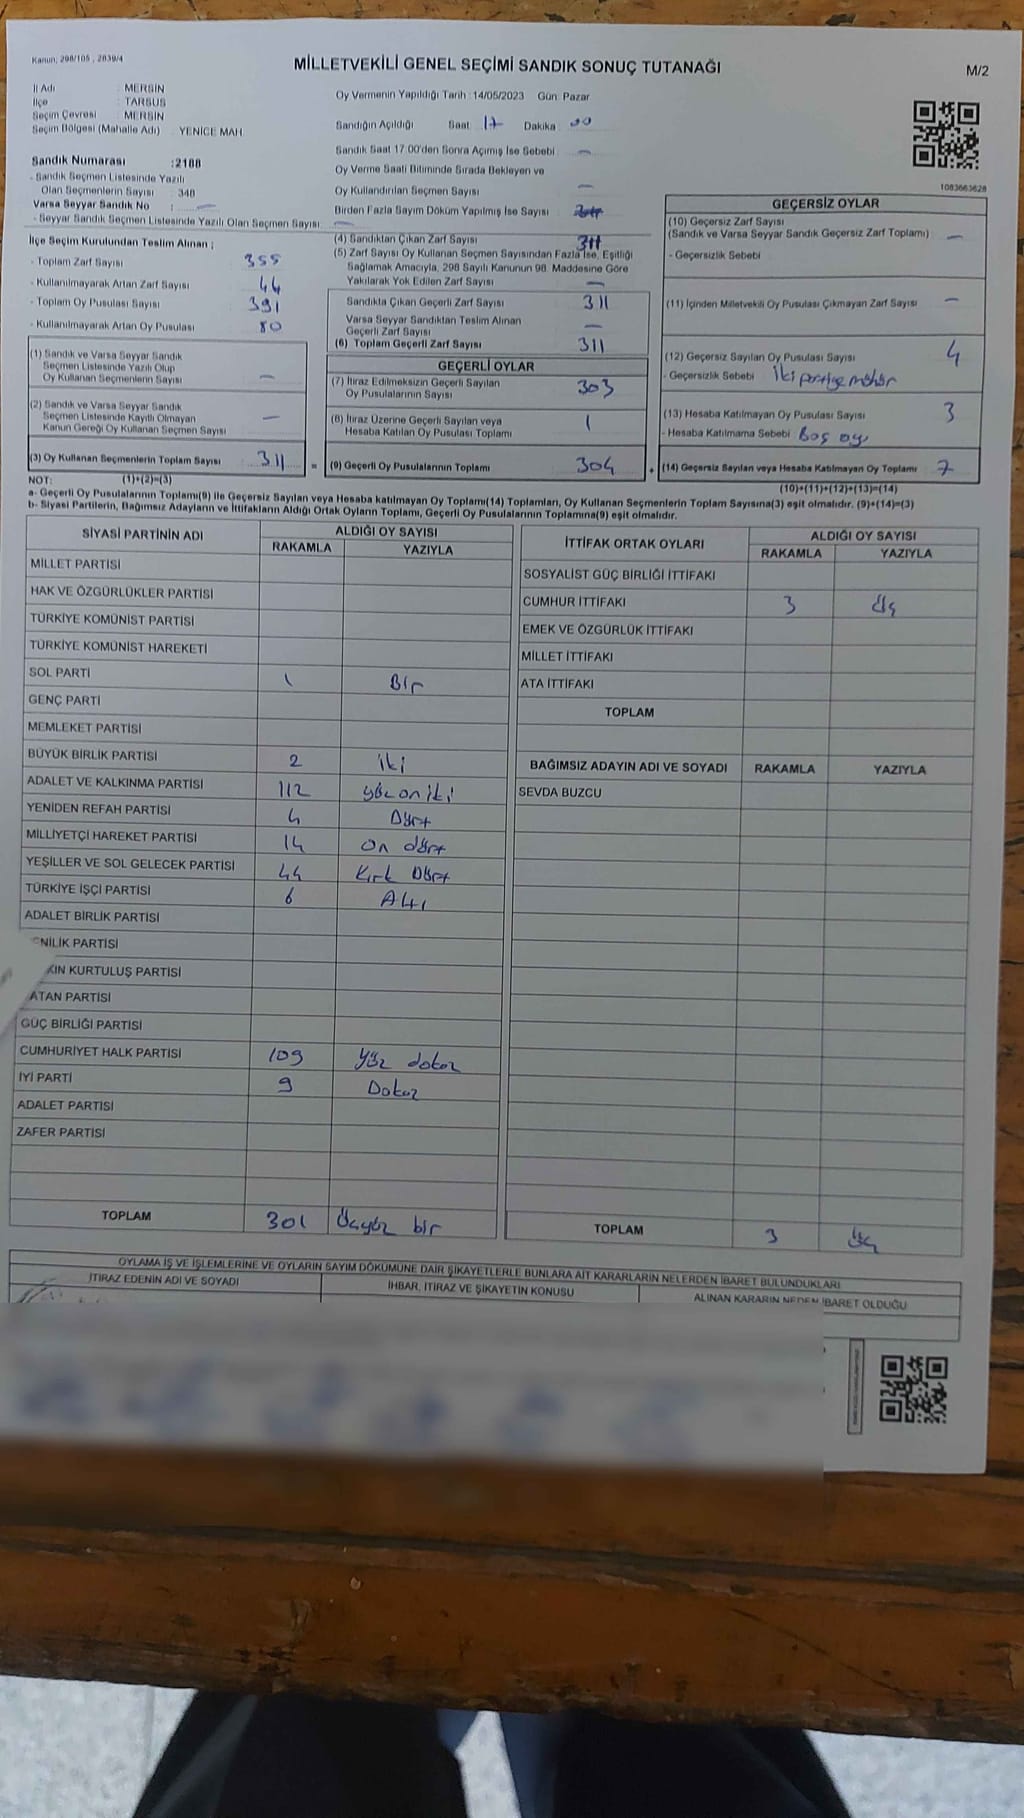 Kanun; 298/105 , 2839/4
MİLLETVEKİLİ GENEL SEÇİMİ SANDIK SONUÇ TUTANAĞI
M/2
İl Adı : MERSİN
İlçe : TARSUS
Seçim Çevresi : MERSİN
Seçim Bölgesi (Mahalle Adı) : YENİCE MAH.
Sandık Numarası :2188
- Sandık Seçmen Listesinde Yazılı
Olan Seçmenlerin Sayısı : 348
Varsa Seyyar Sandık No : —
- Seyyar Sandık Seçmen Listesinde Yazılı Olan Seçmen Sayısı: —
İlçe Seçim Kurulundan Teslim Alınan ;
- Toplam Zarf Sayısı 355
- Kullanılmayarak Artan Zarf Sayısı 44
- Toplam Oy Pusulası Sayısı 391
- Kullanılmayarak Artan Oy Pusulası 80
(1) Sandık ve Varsa Seyyar Sandık
Seçmen Listesinde Yazılı Olup
Oy Kullanan Seçmenlerin Sayısı —
(2) Sandık ve Varsa Seyyar Sandık
Seçmen Listesinde Kayıtlı Olmayan
Kanun Gereği Oy Kullanan Seçmen Sayısı —
(3) Oy Kullanan Seçmenlerin Toplam Sayısı 311 =
Oy Vermenin Yapıldığı Tarih : 14/05/2023 Gün: Pazar
Sandığın Açıldığı Saat 17 Dakika : 00
Sandık Saat 17.00'den Sonra Açılmış İse Sebebi : —
Oy Verme Saati Bitiminde Sırada Bekleyen ve
Oy Kullandırılan Seçmen Sayısı —
Birden Fazla Sayım Döküm Yapılmış İse Sayısı
(4) Sandıktan Çıkan Zarf Sayısı 311
(5) Zarf Sayısı Oy Kullanan Seçmen Sayısından Fazla İse, Eşitliği
Sağlamak Amacıyla, 298 Sayılı Kanunun 98. Maddesine Göre
Yakılarak Yok Edilen Zarf Sayısı —
Sandıkta Çıkan Geçerli Zarf Sayısı 311
Varsa Seyyar Sandıktan Teslim Alınan
Geçerli Zarf Sayısı —
(6) Toplam Geçerli Zarf Sayısı 311
GEÇERLİ OYLAR
(7) İtiraz Edilmeksizin Geçerli Sayılan
Oy Pusulalarının Sayısı 303
(8) İtiraz Üzerine Geçerli Sayılan veya
Hesaba Katılan Oy Pusulası Toplamı 1
(9) Geçerli Oy Pusulalarının Toplamı 304 +
1083663628
GEÇERSİZ OYLAR
(10) Geçersiz Zarf Sayısı
(Sandık ve Varsa Seyyar Sandık Geçersiz Zarf Toplamı) —
- Geçersizlik Sebebi
(11) İçinden Milletvekili Oy Pusulası Çıkmayan Zarf Sayısı —
(12) Geçersiz Sayılan Oy Pusulası Sayısı 4
- Geçersizlik Sebebi İki partiye mühür
(13) Hesaba Katılmayan Oy Pusulası Sayısı 3
- Hesaba Katılmama Sebebi Boş oy
(14) Geçersiz Sayılan veya Hesaba Katılmayan Oy Toplamı 7
NOT: (1)+(2)=(3)
(10)+(11)+(12)+(13)=(14)
a- Geçerli Oy Pusulalarının Toplamı(9) ile Geçersiz Sayılan veya Hesaba katılmayan Oy Toplamı(14) Toplamları, Oy Kullanan Seçmenlerin Toplam Sayısına(3) eşit olmalıdır. (9)+(14)=(3)
b- Siyasi Partilerin, Bağımsız Adayların ve İttifakların Aldığı Ortak Oyların Toplamı, Geçerli Oy Pusulalarının Toplamına(9) eşit olmalıdır.
SİYASİ PARTİNİN ADI ALDIĞI OY SAYISI
RAKAMLA YAZIYLA
MİLLET PARTİSİ
HAK VE ÖZGÜRLÜKLER PARTİSİ
TÜRKİYE KOMÜNİST PARTİSİ
TÜRKİYE KOMÜNİST HAREKETİ
SOL PARTİ 1 Bir
GENÇ PARTİ
MEMLEKET PARTİSİ
BÜYÜK BİRLİK PARTİSİ 2 iki
ADALET VE KALKINMA PARTİSİ 112 yüz on iki
YENİDEN REFAH PARTİSİ 4 Dört
MİLLİYETÇİ HAREKET PARTİSİ 14 on dört
YEŞİLLER VE SOL GELECEK PARTİSİ 44 Kırk Dört
TÜRKİYE İŞÇİ PARTİSİ 6 Altı
ADALET BİRLİK PARTİSİ
ENİLİK PARTİSİ
KIN KURTULUŞ PARTİSİ
ATAN PARTİSİ
GÜÇ BİRLİĞİ PARTİSİ
CUMHURİYET HALK PARTİSİ 109 Yüz dokuz
İYİ PARTİ 9 Dokuz
ADALET PARTİSİ
ZAFER PARTİSİ
TOPLAM 301 Üçyüz bir
İTTİFAK ORTAK OYLARI ALDIĞI OY SAYISI
RAKAMLA YAZIYLA
SOSYALİST GÜÇ BİRLİĞİ İTTİFAKI
CUMHUR İTTİFAKI 3 Üç
EMEK VE ÖZGÜRLÜK İTTİFAKI
MİLLET İTTİFAKI
ATA İTTİFAKI
TOPLAM
BAĞIMSIZ ADAYIN ADI VE SOYADI RAKAMLA YAZIYLA
SEVDA BUZCU
TOPLAM 3 Üç
OYLAMA İŞ VE İŞLEMLERİNE VE OYLARIN SAYIM DÖKÜMÜNE DAİR ŞİKAYETLERLE BUNLARA AİT KARARLARIN NELERDEN İBARET BULUNDUKLARI
İTİRAZ EDENİN ADI VE SOYADI İHBAR, İTİRAZ VE ŞİKAYETİN KONUSU ALINAN KARARIN NEDEN İBARET OLDUĞU